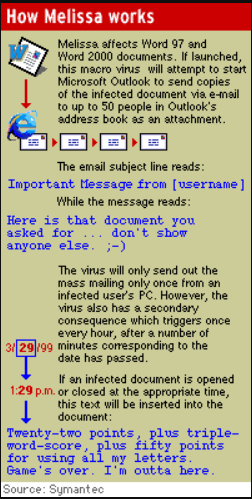 How Melissa works
Melissa affects Word 97 and
Word 2000 documents. If launched,
this macro virus will attempt to start
Microsoft Outlook to send copies
of the infected document via e-mail
to up to 50 people in Outlook's
address book as an attachment.
The email subject line reads:
Important Message from [username]
While the message reads:
Here is that document you
asked for ... don't show
anyone else. ;-)
The virus will only send out the
mass mailing only once from an
infected user's PC. However, the
virus also has a secondary
consequence which triggers once
every hour, after a number of
minutes corresponding to the
date has passed.
3/29/99
1:29 p.m.
If an infected document is opened
or closed at the appropriate time,
this text will be inserted into the
document:
Twenty-two points, plus triple-
word-score, plus fifty points
for using all my letters.
Game's over. I'm outta here.
Source: Symantec